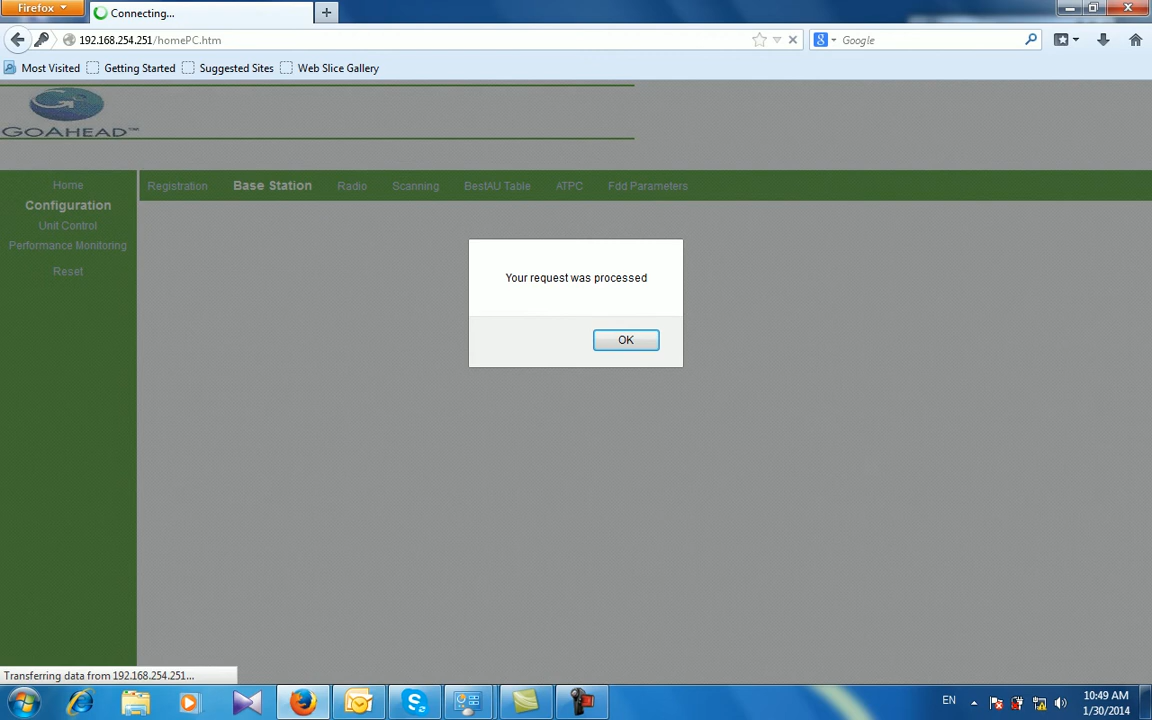 Firefox
Connecting...
192.168.254.251/homePC.htm
Google
Most Visited Getting Started Suggested Sites Web Slice Gallery
GOAHEAD™
Home
Configuration
Unit Control
Performance Monitoring
Reset
Registration Base Station Radio Scanning BestAU Table ATPC Fdd Parameters
Your request was processed
OK
Transferring data from 192.168.254.251...
EN
10:49 AM
1/30/2014